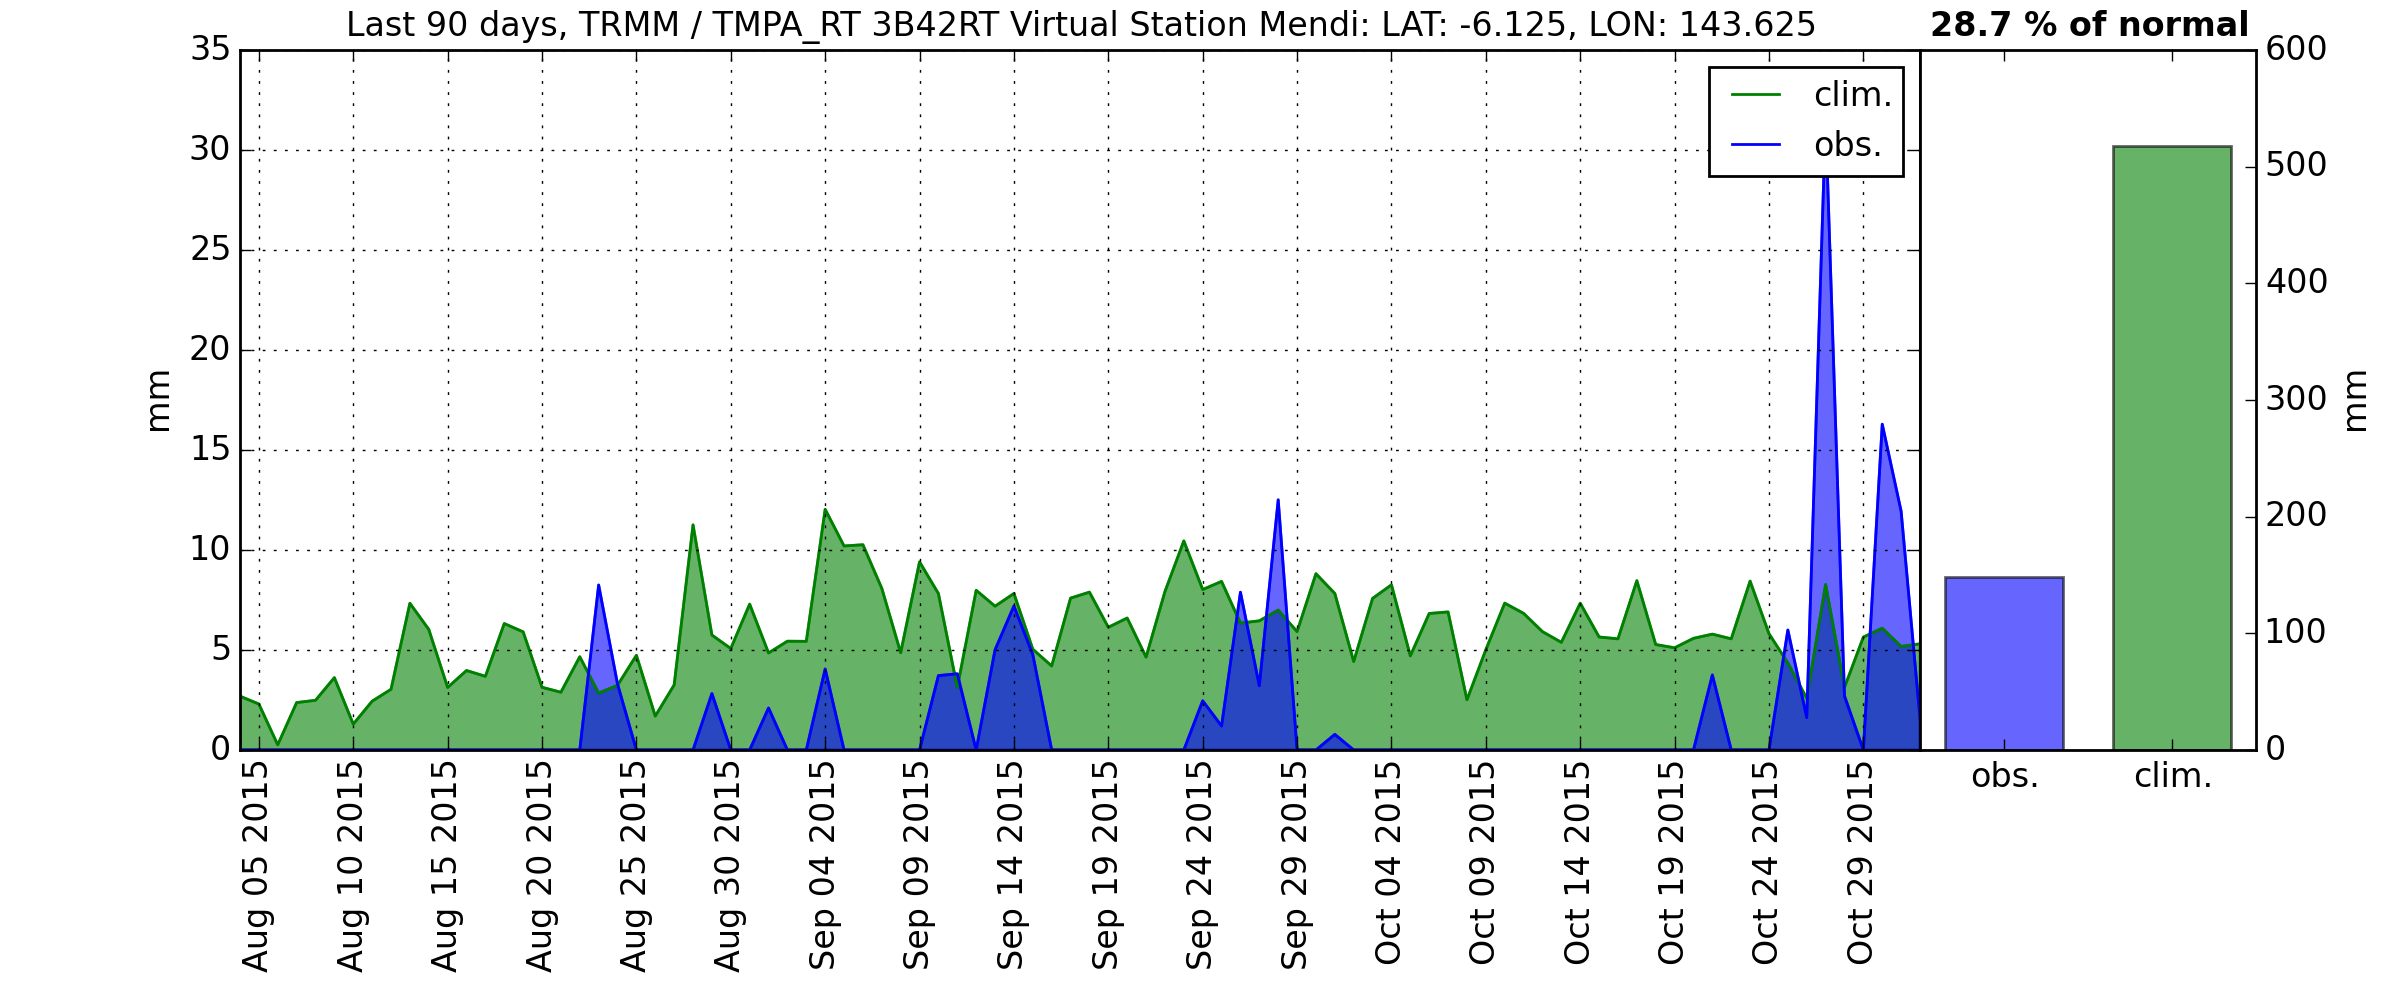 Last 90 days, TRMM / TMPA_RT 3B42RT Virtual Station Mendi: LAT: -6.125, LON: 143.625
28.7 % of normal
35
30
25
20
15
10
5
0
mm
clim.
obs.
600
500
400
300
200
100
0
mm
obs.
clim.
Aug 05 2015
Aug 10 2015
Aug 15 2015
Aug 20 2015
Aug 25 2015
Aug 30 2015
Sep 04 2015
Sep 09 2015
Sep 14 2015
Sep 19 2015
Sep 24 2015
Sep 29 2015
Oct 04 2015
Oct 09 2015
Oct 14 2015
Oct 19 2015
Oct 24 2015
Oct 29 2015